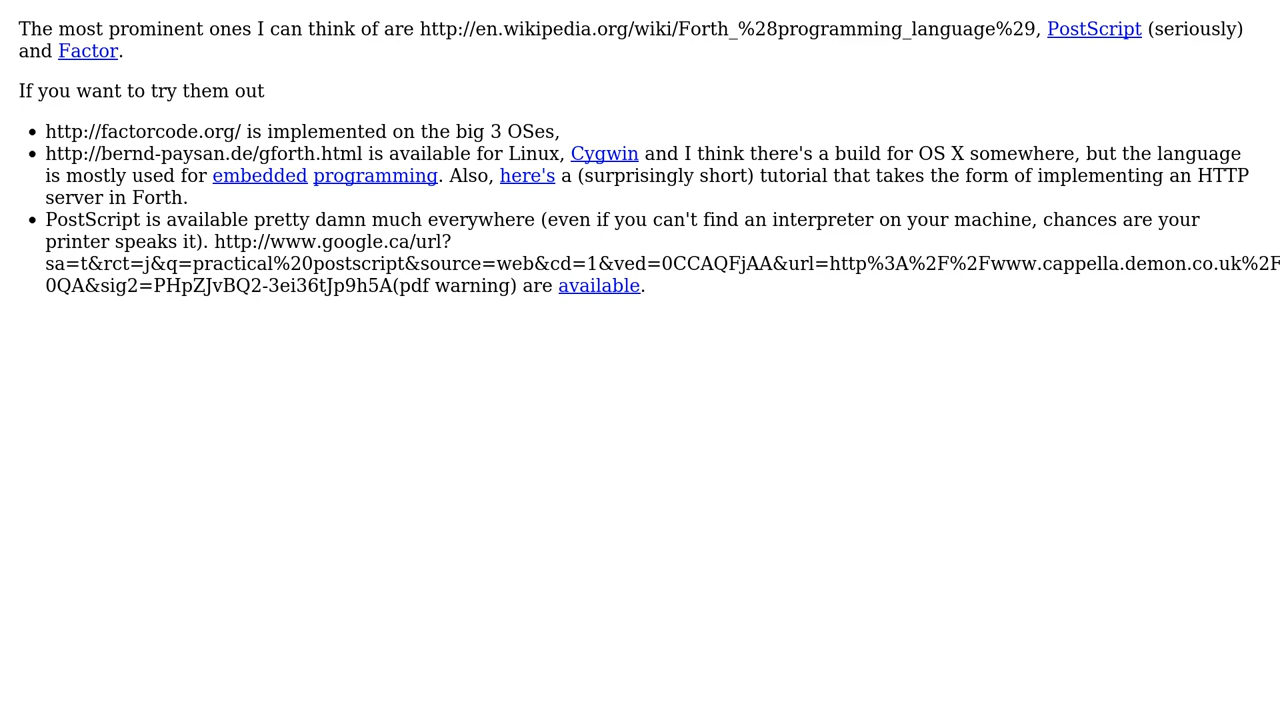 The most prominent ones I can think of are http://en.wikipedia.org/wiki/Forth_%28programming_language%29, PostScript (seriously)
and Factor.
If you want to try them out
• http://factorcode.org/ is implemented on the big 3 OSes,
• http://bernd-paysan.de/gforth.html is available for Linux, Cygwin and I think there's a build for OS X somewhere, but the language
is mostly used for embedded programming. Also, here's a (surprisingly short) tutorial that takes the form of implementing an HTTP
server in Forth.
• PostScript is available pretty damn much everywhere (even if you can't find an interpreter on your machine, chances are your
printer speaks it). http://www.google.ca/url?
sa=t&rct=j&q=practical%20postscript&source=web&cd=1&ved=0CCAQFjAA&url=http%3A%2F%2Fwww.cappella.demon.co.uk%2F
0QA&sig2=PHpZJvBQ2-3ei36tJp9h5A(pdf warning) are available.